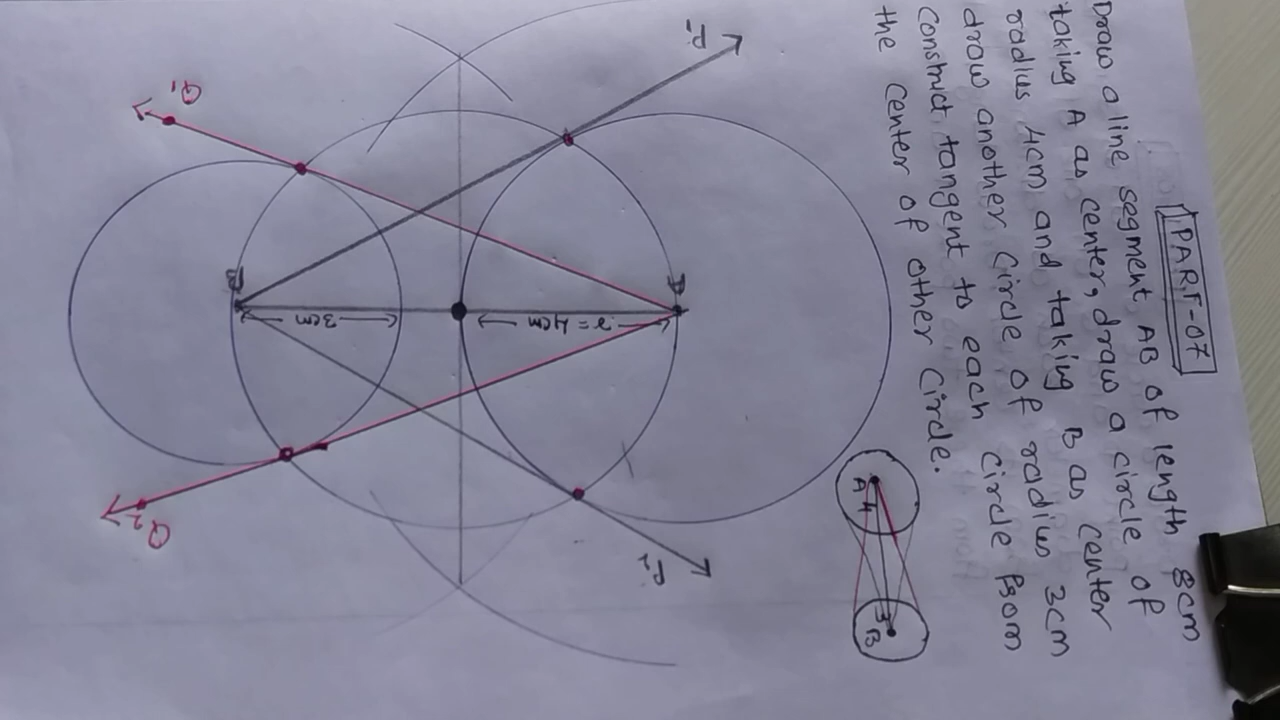 PART-07
Draw a line segment AB of length 8cm
taking A as center, draw a circle of
radius 4cm and taking B as center
draw another circle of radius 3cm
Construct tangent to each circle from
the center of other circle.
A 4 3 B
P1
A
r = 4cm
P2
3cm
B
Q1
Q2